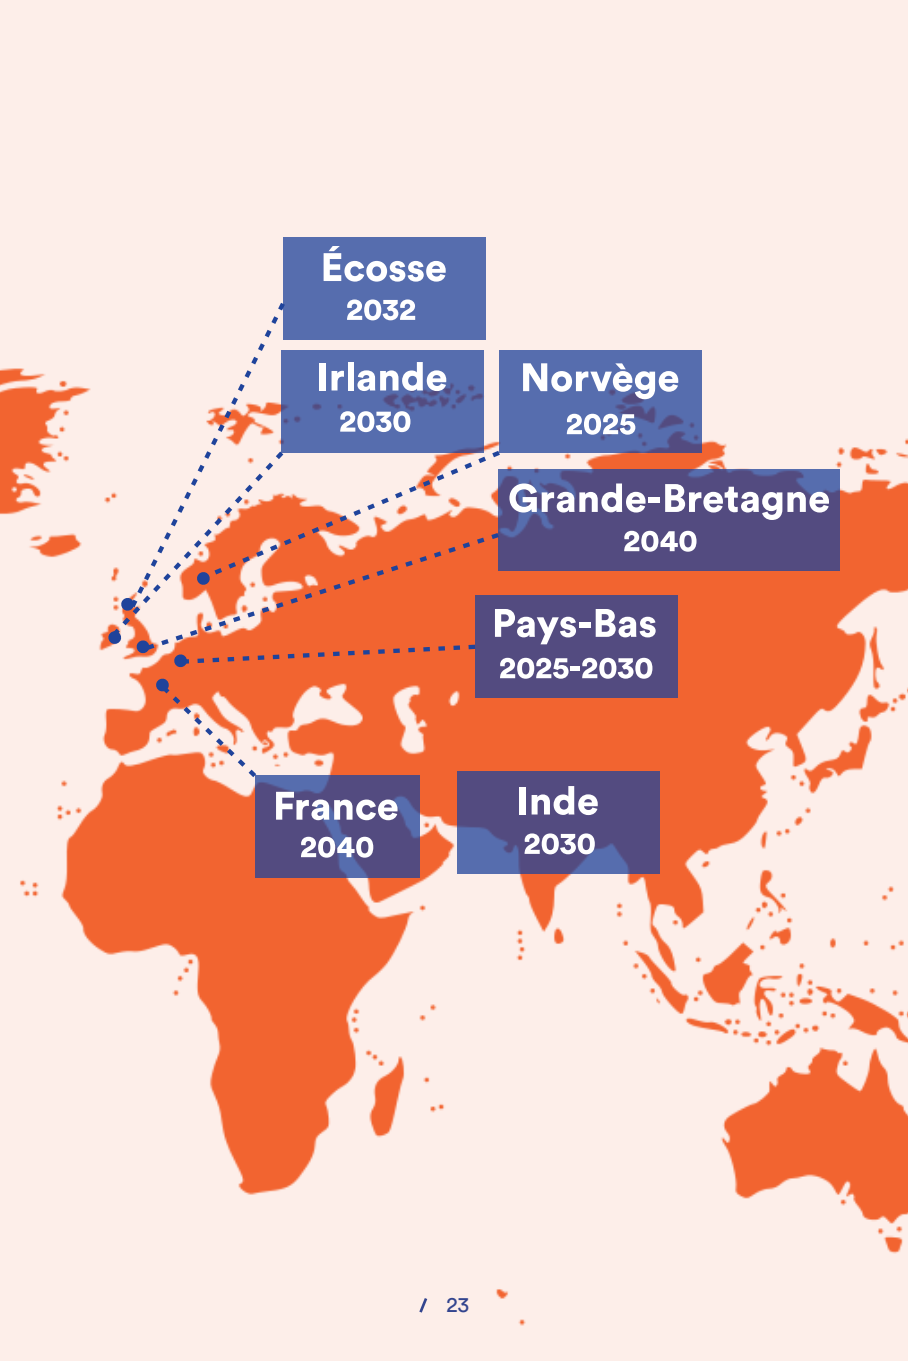 Écosse
2032
Irlande
2030
Norvège
2025
Grande-Bretagne
2040
Pays-Bas
2025-2030
France
2040
Inde
2030
/ 23